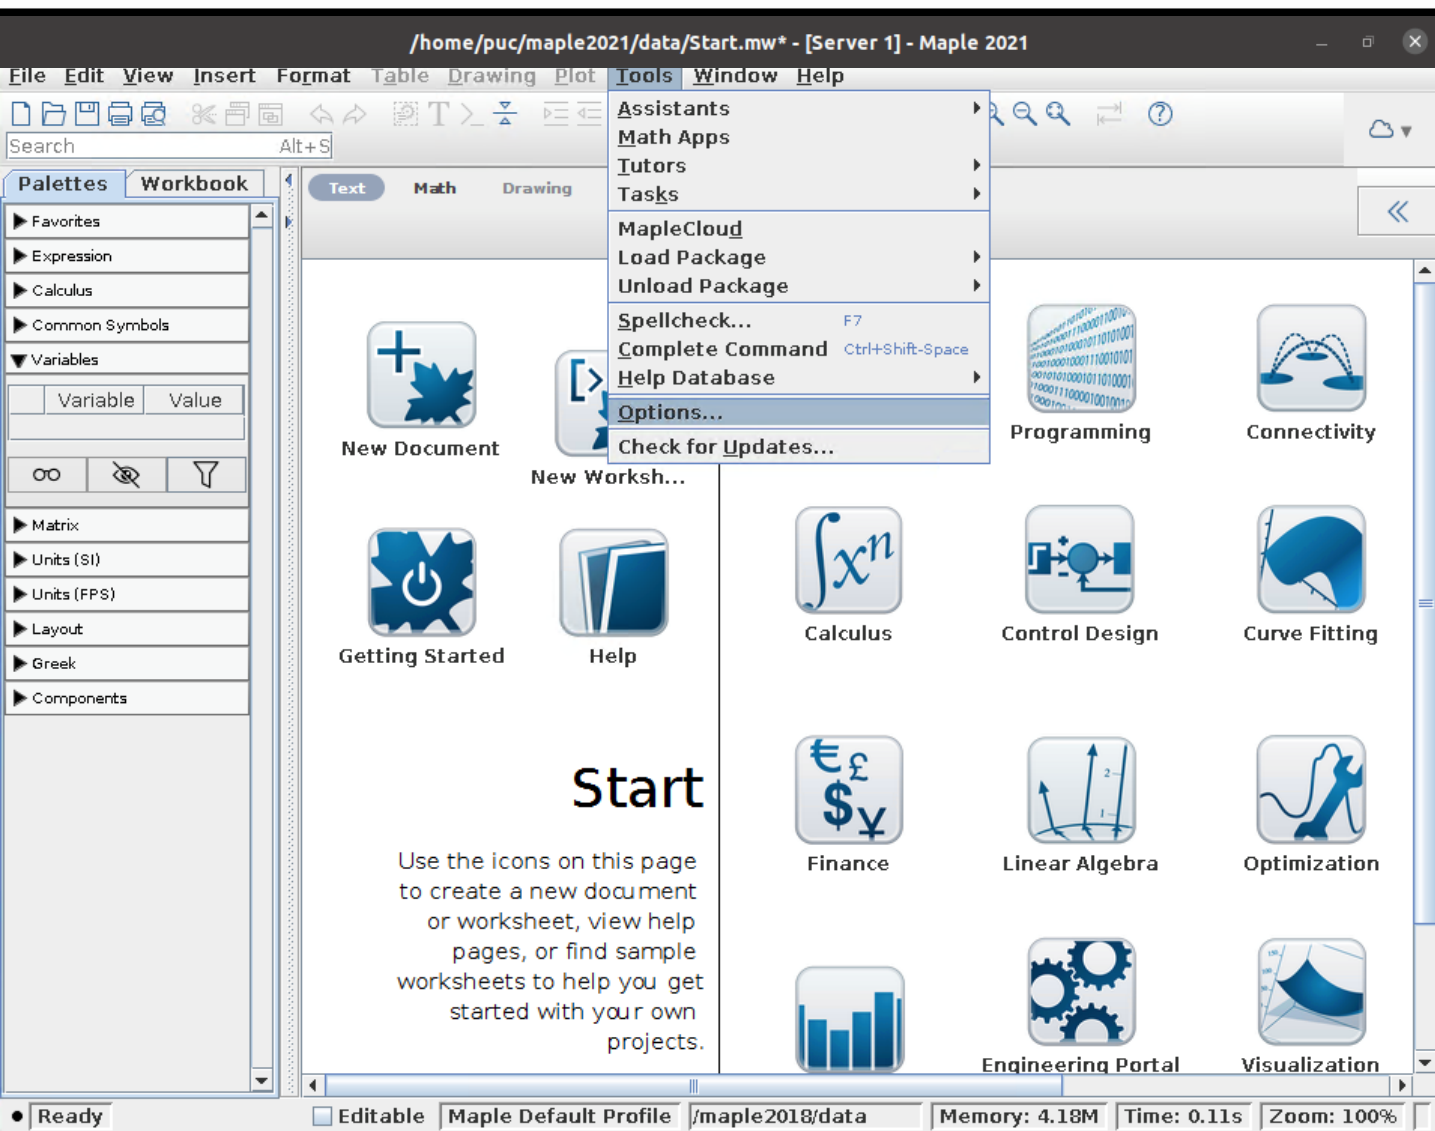 /home/puc/maple2021/data/Start.mw* - [Server 1] - Maple 2021
File Edit View Insert Format Table Drawing Plot Tools Window Help
Search Alt+S
Palettes Workbook
Favorites
Expression
Calculus
Common Symbols
Variables
Variable Value
Matrix
Units (SI)
Units (FPS)
Layout
Greek
Components
Text Math Drawing
Assistants
Math Apps
Tutors
Tasks
MapleCloud
Load Package
Unload Package
Spellcheck... F7
Complete Command Ctrl+Shift-Space
Help Database
Options...
Check for Updates...
New Document
New Worksh...
Getting Started
Help
Start
Use the icons on this page
to create a new document
or worksheet, view help
pages, or find sample
worksheets to help you get
started with your own
projects.
Programming
Connectivity
Calculus
Control Design
Curve Fitting
Finance
Linear Algebra
Optimization
Engineering Portal
Visualization
Ready
Editable
Maple Default Profile
/maple2018/data
Memory: 4.18M
Time: 0.11s
Zoom: 100%